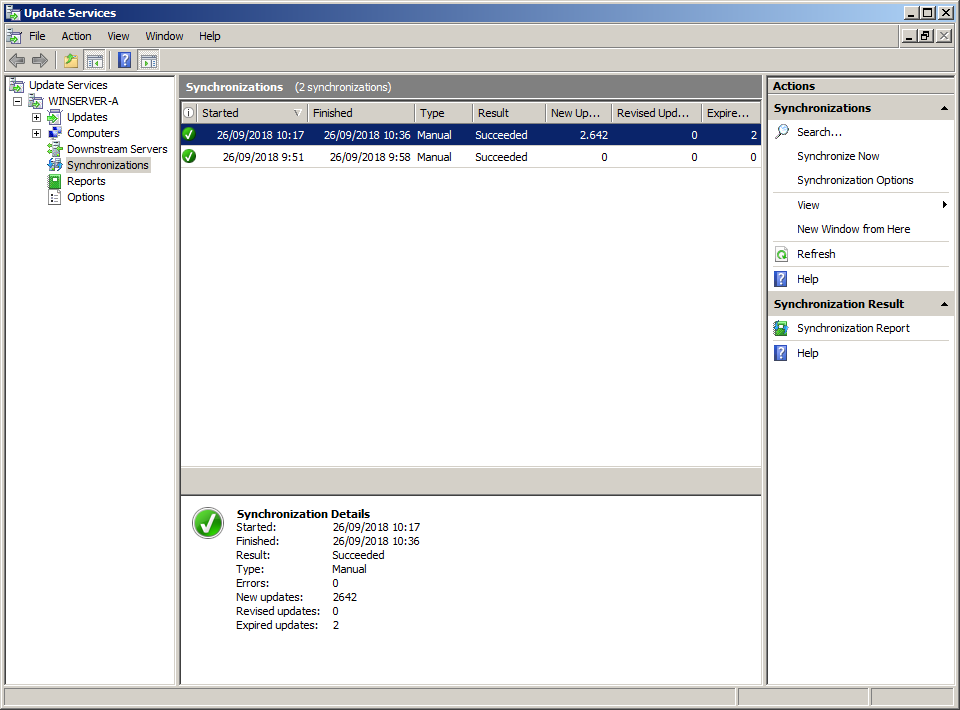 Update Services
File Action View Window Help
Update Services
WINSERVER-A
Updates
Computers
Downstream Servers
Synchronizations
Reports
Options
Synchronizations (2 synchronizations)
Started Finished Type Result New Up... Revised Upd... Expire...
26/09/2018 10:17 26/09/2018 10:36 Manual Succeeded 2.642 0 2
26/09/2018 9:51 26/09/2018 9:58 Manual Succeeded 0 0 0
Synchronization Details
Started: 26/09/2018 10:17
Finished: 26/09/2018 10:36
Result: Succeeded
Type: Manual
Errors: 0
New updates: 2642
Revised updates: 0
Expired updates: 2
Actions
Synchronizations
Search...
Synchronize Now
Synchronization Options
View
New Window from Here
Refresh
Help
Synchronization Result
Synchronization Report
Help